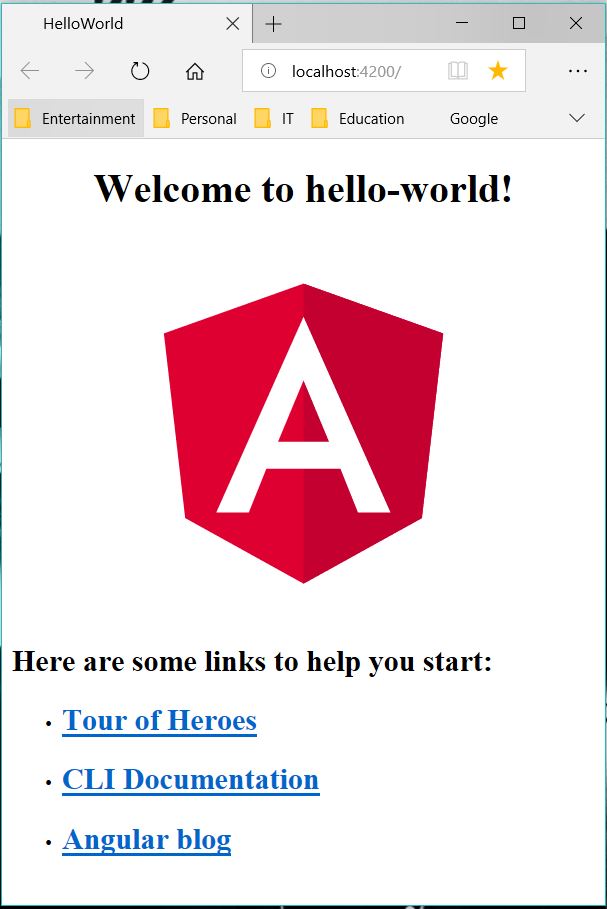 HelloWorld
localhost:4200/
Entertainment Personal IT Education Google
Welcome to hello-world!
A
Here are some links to help you start:
Tour of Heroes
CLI Documentation
Angular blog